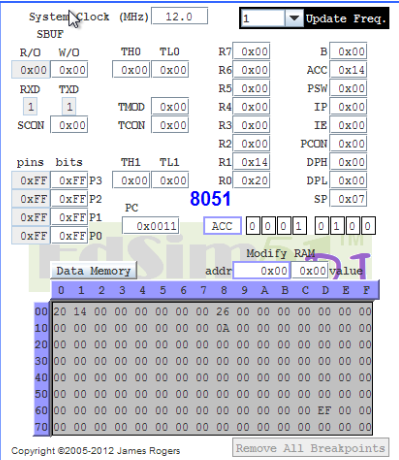 System Clock (MHz) 12.0 1 Update Freq.
SBUF
R/O W/O TH0 TL0 R7 0x00 B 0x00
0x00 0x00 0x00 0x00 R6 0x00 ACC 0x14
RXD TXD R5 0x00 PSW 0x00
1 1 TMOD 0x00 R4 0x00 IP 0x00
SCON 0x00 TCON 0x00 R3 0x00 IE 0x00
R2 0x00 PCON 0x00
pins bits TH1 TL1 R1 0x14 DPH 0x00
0xFF 0xFF P3 0x00 0x00 R0 0x20 DPL 0x00
0xFF 0xFF P2 PC 8051 SP 0x07
0xFF 0xFF P1 0x0011 ACC 0 0 0 1 0 1 0 0
0xFF 0xFF P0
EdSim51 TM
DI
Modify RAM
Data Memory addr 0x00 0x00 value
0 1 2 3 4 5 6 7 8 9 A B C D E F
00 20 14 00 00 00 00 00 00 26 00 00 00 00 00 00 00
10 00 00 00 00 00 00 00 00 0A 00 00 00 00 00 00 00
20 00 00 00 00 00 00 00 00 00 00 00 00 00 00 00 00
30 00 00 00 00 00 00 00 00 00 00 00 00 00 00 00 00
40 00 00 00 00 00 00 00 00 00 00 00 00 00 00 00 00
50 00 00 00 00 00 00 00 00 00 00 00 00 00 00 00 00
60 00 00 00 00 00 00 00 00 00 00 00 00 00 EF 00 00
70 00 00 00 00 00 00 00 00 00 00 00 00 00 00 00 00
Copyright ©2005-2012 James Rogers Remove All Breakpoints